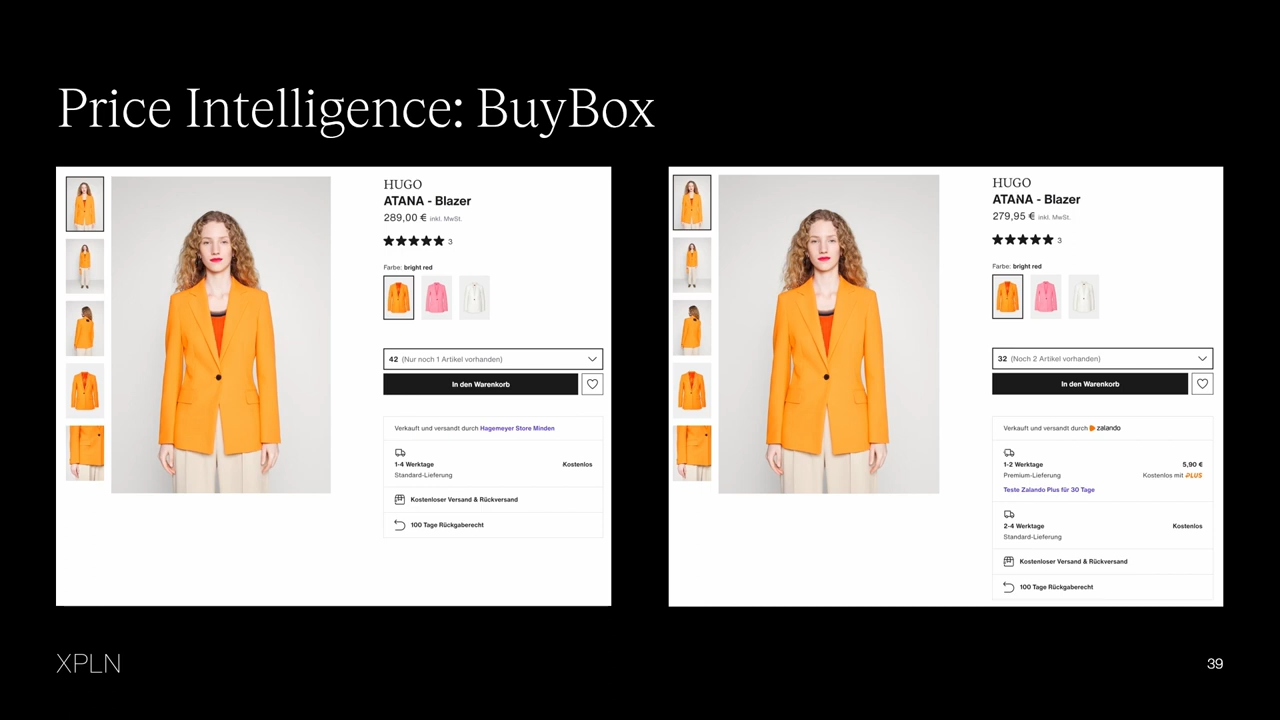 Price Intelligence: BuyBox
HUGO
ATANA - Blazer
289,00 € inkl. MwSt.
3
Farbe: bright red
42 (Nur noch 1 Artikel vorhanden)
In den Warenkorb
Verkauft und versandt durch Hagemeyer Store Minden
1-4 Werktage Kostenlos
Standard-Lieferung
Kostenloser Versand & Rückversand
100 Tage Rückgaberecht
HUGO
ATANA - Blazer
279,95 € inkl. MwSt.
3
Farbe: bright red
32 (Noch 2 Artikel vorhanden)
In den Warenkorb
Verkauft und versandt durch zalando
1-2 Werktage 5,90 €
Premium-Lieferung Kostenlos mit PLUS
Teste Zalando Plus für 30 Tage
2-4 Werktage Kostenlos
Standard-Lieferung
Kostenloser Versand & Rückversand
100 Tage Rückgaberecht
XPLN
39